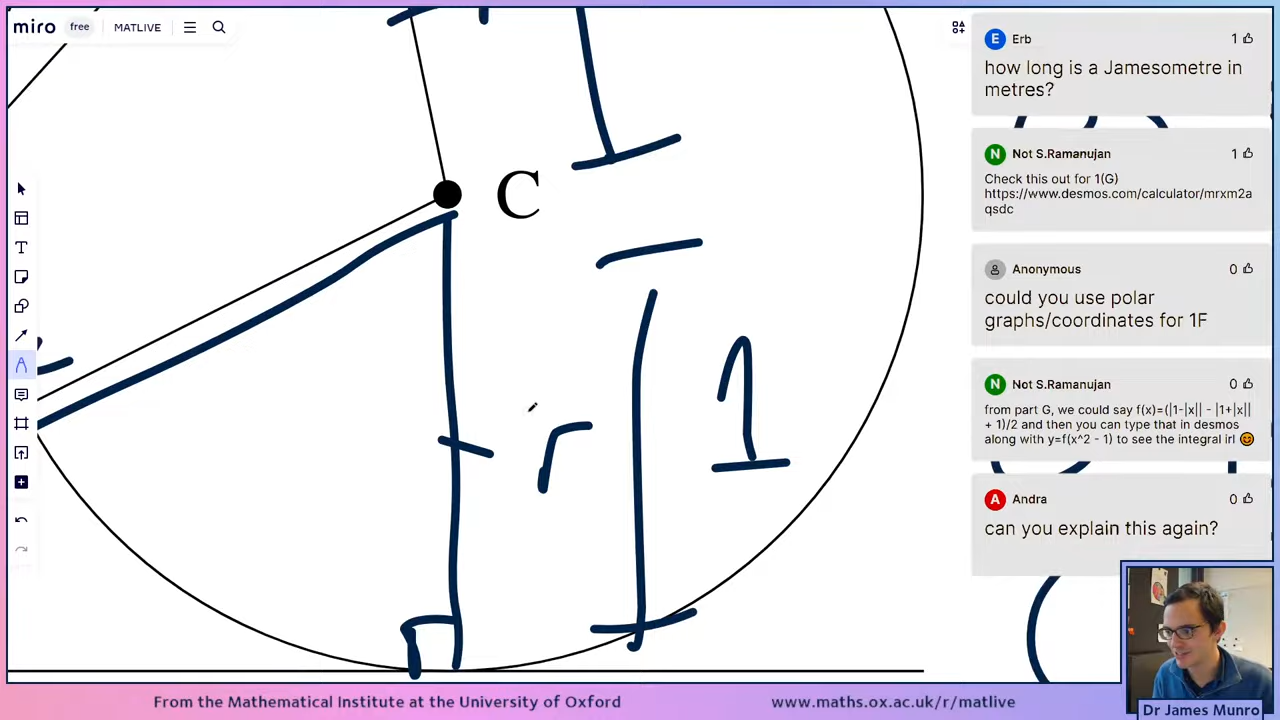 miro free MATLIVE
C
r
1
Erb 1
how long is a Jamesometre in
metres?
Not S.Ramanujan 1
Check this out for 1(G)
https://www.desmos.com/calculator/mrxm2a
qsdc
Anonymous 0
could you use polar
graphs/coordinates for 1F
Not S.Ramanujan 0
from part G, we could say f(x)=(|1-|x|| - |1+|x||
+ 1)/2 and then you can type that in desmos
along with y=f(x^2 - 1) to see the integral irl 😊
Andra 0
can you explain this again?
From the Mathematical Institute at the University of Oxford
www.maths.ox.ac.uk/r/matlive
Dr James Munro